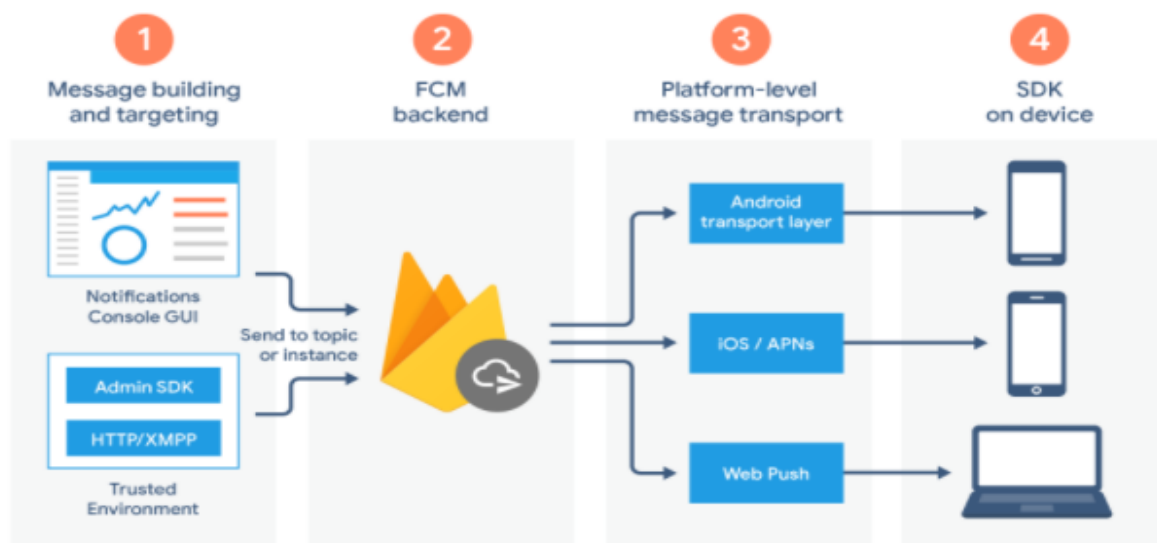 1
Message building
and targeting
2
FCM
backend
3
Platform-level
message transport
4
SDK
on device
Notifications
Console GUI
Send to topic
or instance
Admin SDK
HTTP/XMPP
Trusted
Environment
Android
transport layer
iOS / APNs
Web Push